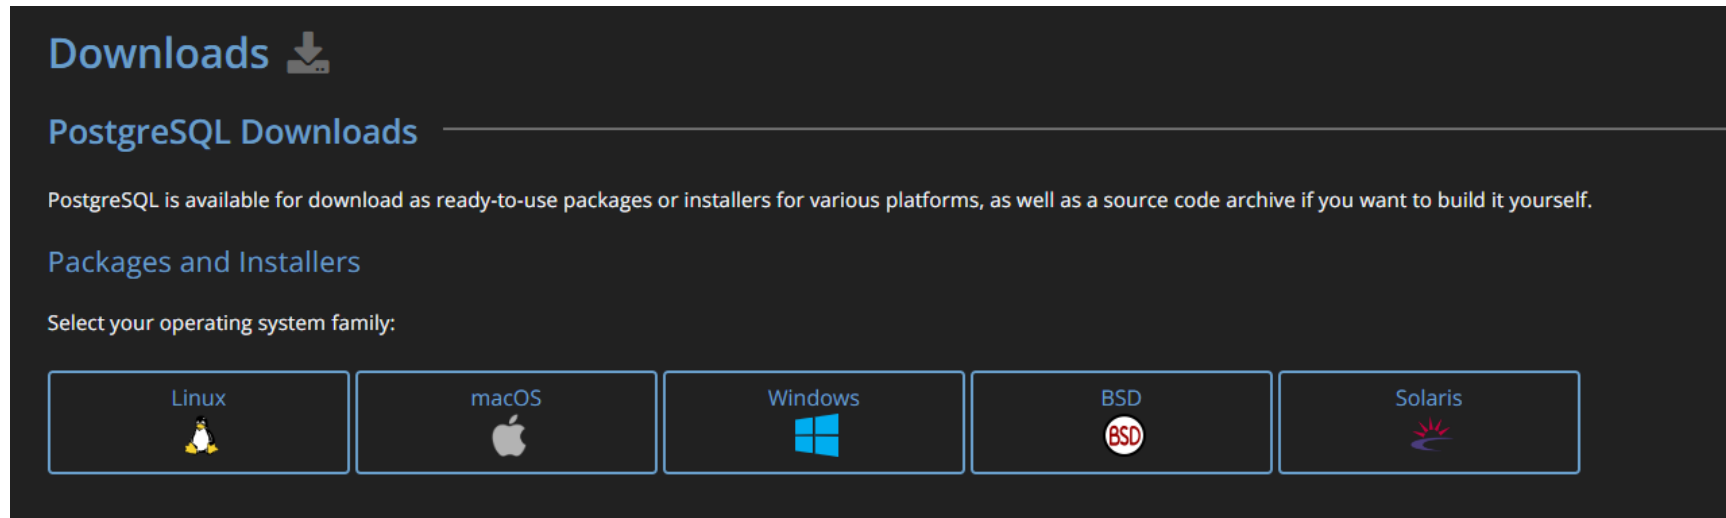 Downloads
PostgreSQL Downloads
PostgreSQL is available for download as ready-to-use packages or installers for various platforms, as well as a source code archive if you want to build it yourself.
Packages and Installers
Select your operating system family:
Linux
macOS
Windows
BSD
BSD
Solaris